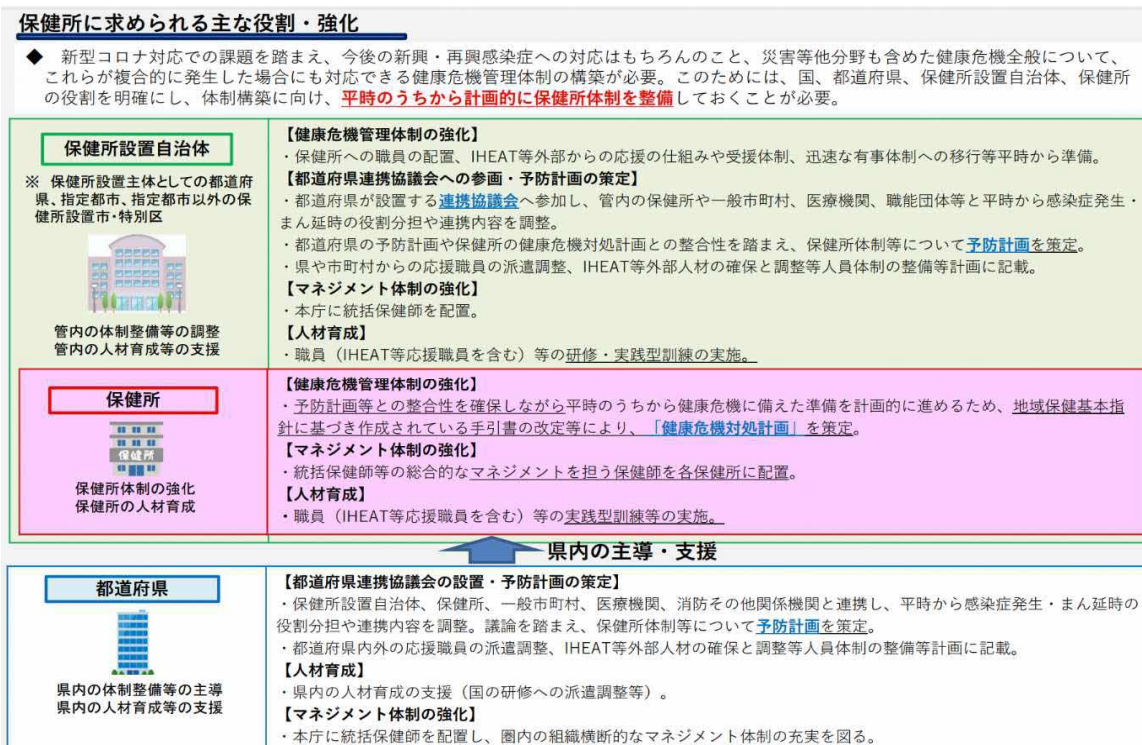 保健所に求められる主な役割・強化
◆ 新型コロナ対応での課題を踏まえ、今後の新興・再興感染症への対応はもちろんのこと、災害等他分野も含めた健康危機全般について、
これらが複合的に発生した場合にも対応できる健康危機管理体制の構築が必要。このためには、国、都道府県、保健所設置自治体、保健所
の役割を明確にし、体制構築に向け、平時のうちから計画的に保健所体制を整備しておくことが必要。
保健所設置自治体
※ 保健所設置主体としての都道府
県、指定都市、指定都市以外の保
健所設置市・特別区
管内の体制整備等の調整
管内の人材育成等の支援
【健康危機管理体制の強化】
・保健所への職員の配置、IHEAT等外部からの応援の仕組みや受援体制、迅速な有事体制への移行等平時から準備。
【都道府県連携協議会への参画・予防計画の策定】
・都道府県が設置する連携協議会へ参加し、管内の保健所や一般市町村、医療機関、職能団体等と平時から感染症発生・
まん延時の役割分担や連携内容を調整。
・都道府県の予防計画や保健所の健康危機対処計画との整合性を踏まえ、保健所体制等について予防計画を策定。
・県や市町村からの応援職員の派遣調整、IHEAT等外部人材の確保と調整等人員体制の整備等計画に記載。
【マネジメント体制の強化】
・本庁に統括保健師を配置。
【人材育成】
・職員（IHEAT等応援職員を含む）等の研修・実践型訓練の実施。
保健所
保健所
保健所体制の強化
保健所の人材育成
【健康危機管理体制の強化】
・予防計画等との整合性を確保しながら平時のうちから健康危機に備えた準備を計画的に進めるため、地域保健基本指
針に基づき作成されている手引書の改定等により、「健康危機対処計画」を策定。
【マネジメント体制の強化】
・統括保健師等の総合的なマネジメントを担う保健師を各保健所に配置。
【人材育成】
・職員（IHEAT等応援職員を含む）等の実践型訓練等の実施。
県内の主導・支援
都道府県
県内の体制整備等の主導
県内の人材育成等の支援
【都道府県連携協議会の設置・予防計画の策定】
・保健所設置自治体、保健所、一般市町村、医療機関、消防その他関係機関と連携し、平時から感染症発生・まん延時の
役割分担や連携内容を調整。議論を踏まえ、保健所体制等について予防計画を策定。
・都道府県内外の応援職員の派遣調整、IHEAT等外部人材の確保と調整等人員体制の整備等計画に記載。
【人材育成】
・県内の人材育成の支援（国の研修への派遣調整等）。
【マネジメント体制の強化】
・本庁に統括保健師を配置し、圏内の組織横断的なマネジメント体制の充実を図る。